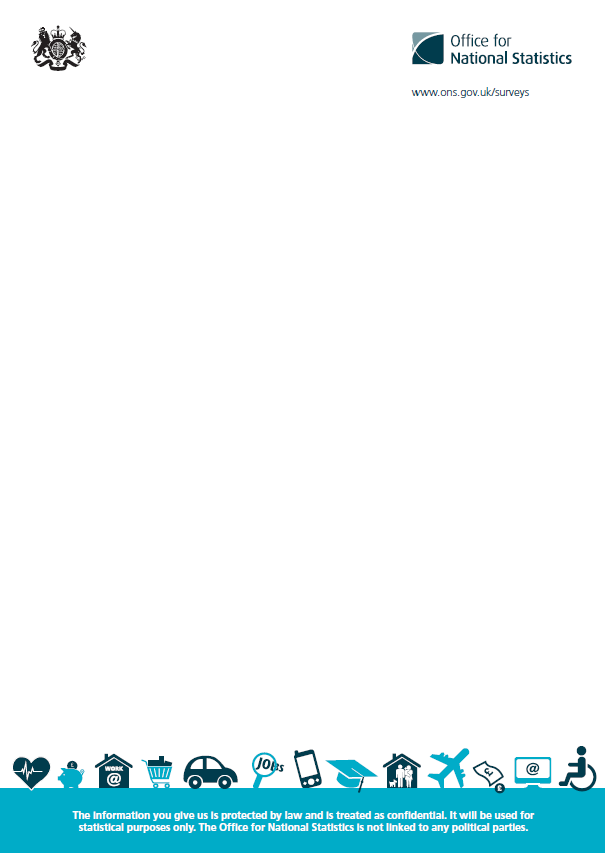 Office for
National Statistics
www.ons.gov.uk/surveys
£
WORK
@
JOBS
£
£
@
The information you give us is protected by law and is treated as confidential. It will be used for
statistical purposes only. The Office for National Statistics is not linked to any political parties.